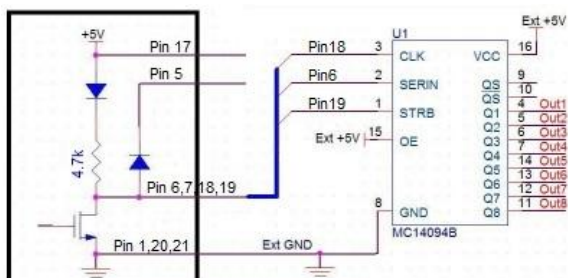 +5V
Pin 17
Pin 5
4.7k
Pin 6,7,18,19
Pin 1,20,21
Ext GND
Pin18
Pin6
Pin19
Ext +5V
U1
Ext +5V
3 CLK VCC 16
2 SERIN
1 STRB
15 OE
8 GND
QS 9
QS 10
Q1 4 Out1
Q2 5 Out2
Q3 6 Out3
Q4 7 Out4
Q5 14 Out5
Q6 13 Out6
Q7 12 Out7
Q8 11 Out8
MC14094B